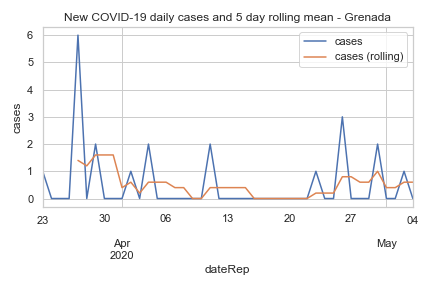 New COVID-19 daily cases and 5 day rolling mean - Grenada
cases
cases (rolling)
cases
6
5
4
3
2
1
0
23 30 06 13 20 27 04
Apr May
2020
dateRep